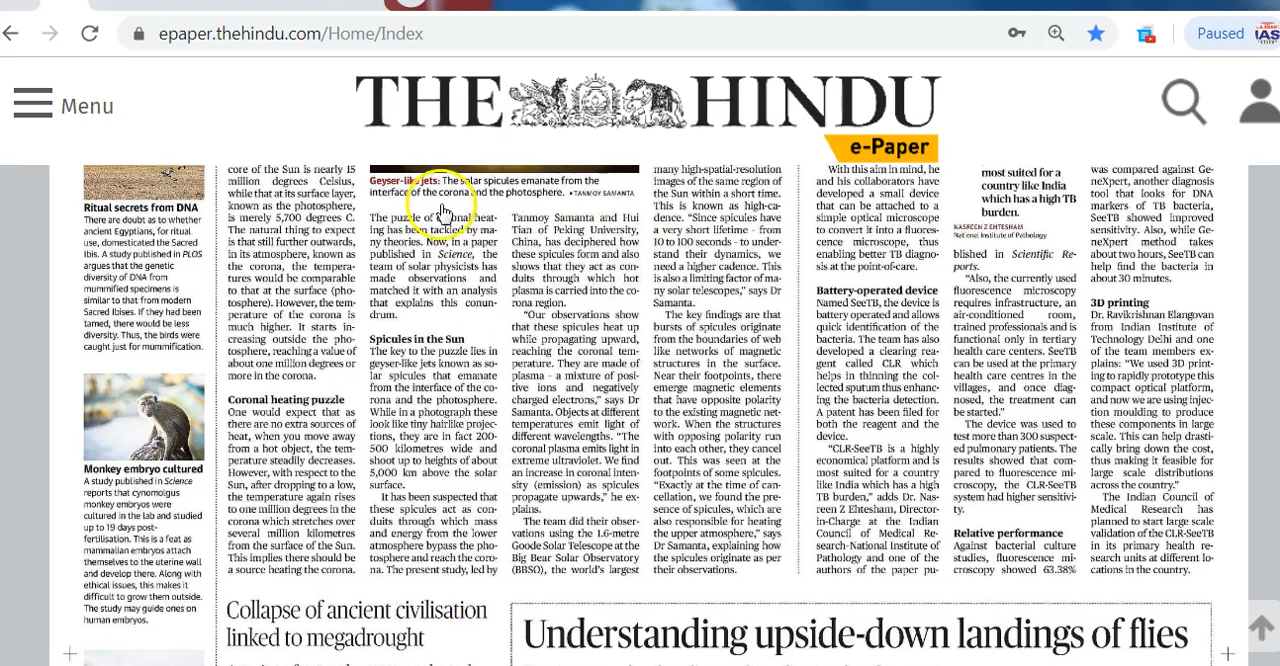 epaper.thehindu.com/Home/Index
Paused
IAS
Menu
THE HINDU
e-Paper
Ritual secrets from DNA
There are doubt as to whether
ancient Egyptians, for ritual
use, domesticated the Sacred
Ibis. A study published in PLOS
argues that the genetic
diversity of DNA from
mummified specimens is
similar to that from modern
Sacred Ibises. If they had been
tamed, there would be less
diversity. Thus, the birds were
caught just for mummification.
Monkey embryo cultured
A study published in Science
reports that cynomolgus
monkey embryos were
cultured in the lab and studied
up to 19 days post-
fertilisation. This is a feat as
mammalian embryos attach
themselves to the uterine wall
and develop there. Along with
ethical issues, this makes it
difficult to grow them outside.
The study may guide ones on
human embryos.
core of the Sun is nearly 15
million degrees Celsius,
while that at its surface layer,
known as the photosphere,
is merely 5,700 degrees C.
The natural thing to expect
is that still further outwards,
in its atmosphere, known as
the corona, the tempera-
tures would be comparable
to that at the surface (pho-
tosphere). However, the tem-
perature of the corona is
much higher. It starts in-
creasing outside the pho-
tosphere, reaching a value of
about one million degrees or
more in the corona.
Coronal heating puzzle
One would expect that as
there are no extra sources of
heat, when you move away
from a hot object, the tem-
perature steadily decreases.
However, with respect to the
Sun, after dropping to a low,
the temperature again rises
to one million degrees in the
corona which stretches over
several million kilometres
from the surface of the Sun.
This implies there should be
a source heating the corona.
Geyser-like jets: The solar spicules emanate from the
interface of the corona and the photosphere. • TANMOY SAMANTA
The puzzle of coronal heat-
ing has been tackled by ma-
ny theories. Now, in a paper
published in Science, the
team of solar physicists has
made observations and
matched it with an analysis
that explains this conun-
drum.
Spicules in the Sun
The key to the puzzle lies in
geyser-like jets known as so-
lar spicules that emanate
from the interface of the co-
rona and the photosphere.
While in a photograph these
look like tiny hairlike projec-
tions, they are in fact 200-
500 kilometres wide and
shoot up to heights of about
5,000 km above the solar
surface.
It has been suspected that
these spicules act as con-
duits through which mass
and energy from the lower
atmosphere bypass the pho-
tosphere and reach the coro-
na. The present study, led by
Tanmoy Samanta and Hui
Tian of Peking University,
China, has deciphered how
these spicules form and also
shows that they act as con-
duits through which hot
plasma is carried into the co-
rona region.
“Our observations show
that these spicules heat up
while propagating upward,
reaching the coronal tem-
perature. They are made of
plasma – a mixture of posi-
tive ions and negatively
charged electrons,” says Dr
Samanta. Objects at different
temperatures emit light of
different wavelengths. “The
coronal plasma emits light in
extreme ultraviolet. We find
an increase in coronal inten-
sity (emission) as spicules
propagate upwards,” he ex-
plains.
The team did their obser-
vations using the 1.6-metre
Goode Solar Telescope at the
Big Bear Solar Observatory
(BBSO), the world’s largest
many high-spatial-resolution
images of the same region of
the Sun within a short time.
This is known as high-ca-
dence. “Since spicules have
a very short lifetime – from
10 to 100 seconds – to under-
stand their dynamics, we
need a higher cadence. This
is also a limiting factor of ma-
ny solar telescopes,” says Dr
Samanta.
The key findings are that
bursts of spicules originate
from the boundaries of web
like networks of magnetic
structures in the surface.
Near their footpoints, there
emerge magnetic elements
that have opposite polarity
to the existing magnetic net-
work. When the structures
with opposing polarity run
into each other, they cancel
out. This was seen at the
footpoints of some spicules.
“Exactly at the time of can-
cellation, we found the pre-
sence of spicules, which are
also responsible for heating
the upper atmosphere,” says
Dr Samanta, explaining how
the spicules originate as per
their observations.
With this aim in mind, he
and his collaborators have
developed a small device
that can be attached to a
simple optical microscope
to convert it into a fluores-
cence microscope, thus
enabling better TB diagno-
sis at the point-of-care.
Battery-operated device
Named SeeTB, the device is
battery operated and allows
quick identification of the
bacteria. The team has also
developed a clearing rea-
gent called CLR which
helps in thinning the col-
lected sputum thus enhanc-
ing the bacteria detection.
A patent has been filed for
both the reagent and the
device.
“CLR-SeeTB is a highly
economical platform and is
most suited for a country
like India which has a high
TB burden,” adds Dr. Nas-
reen Z Ehtesham, Director-
in-Charge at the Indian
Council of Medical Re-
search-National Institute of
Pathology and one of the
authors of the paper pu-
most suited for a
country like India
which has a high TB
burden.
NASREEN Z EHTESHAM
National Institute of Pathology
blished in Scientific Re-
ports.
“Also, the currently used
fluorescence microscopy
requires infrastructure, an
air-conditioned room,
trained professionals and is
functional only in tertiary
health care centers. SeeTB
can be used at the primary
health care centres in the
villages, and once diag-
nosed, the treatment can
be started.”
The device was used to
test more than 300 suspect-
ed pulmonary patients. The
results showed that com-
pared to fluorescence mi-
croscopy, the CLR-SeeTB
system had higher sensitivi-
ty.
Relative performance
Against bacterial culture
studies, fluorescence mi-
croscopy showed 63.38%
was compared against Ge-
neXpert, another diagnosis
tool that looks for DNA
markers of TB bacteria,
SeeTB showed improved
sensitivity. Also, while Ge-
neXpert method takes
about two hours, SeeTB can
help find the bacteria in
about 30 minutes.
3D printing
Dr. Ravikrishnan Elangovan
from Indian Institute of
Technology Delhi and one
of the team members ex-
plains: “We used 3D print-
ing to rapidly prototype this
compact optical platform,
and now we are using injec-
tion moulding to produce
these components in large
scale. This can help drasti-
cally bring down the cost,
thus making it feasible for
large scale distributions
across the country.”
The Indian Council of
Medical Research has
planned to start large scale
validation of the CLR-SeeTB
in its primary health re-
search units at different lo-
cations in the country.
Collapse of ancient civilisation
linked to megadrought
Understanding upside-down landings of flies